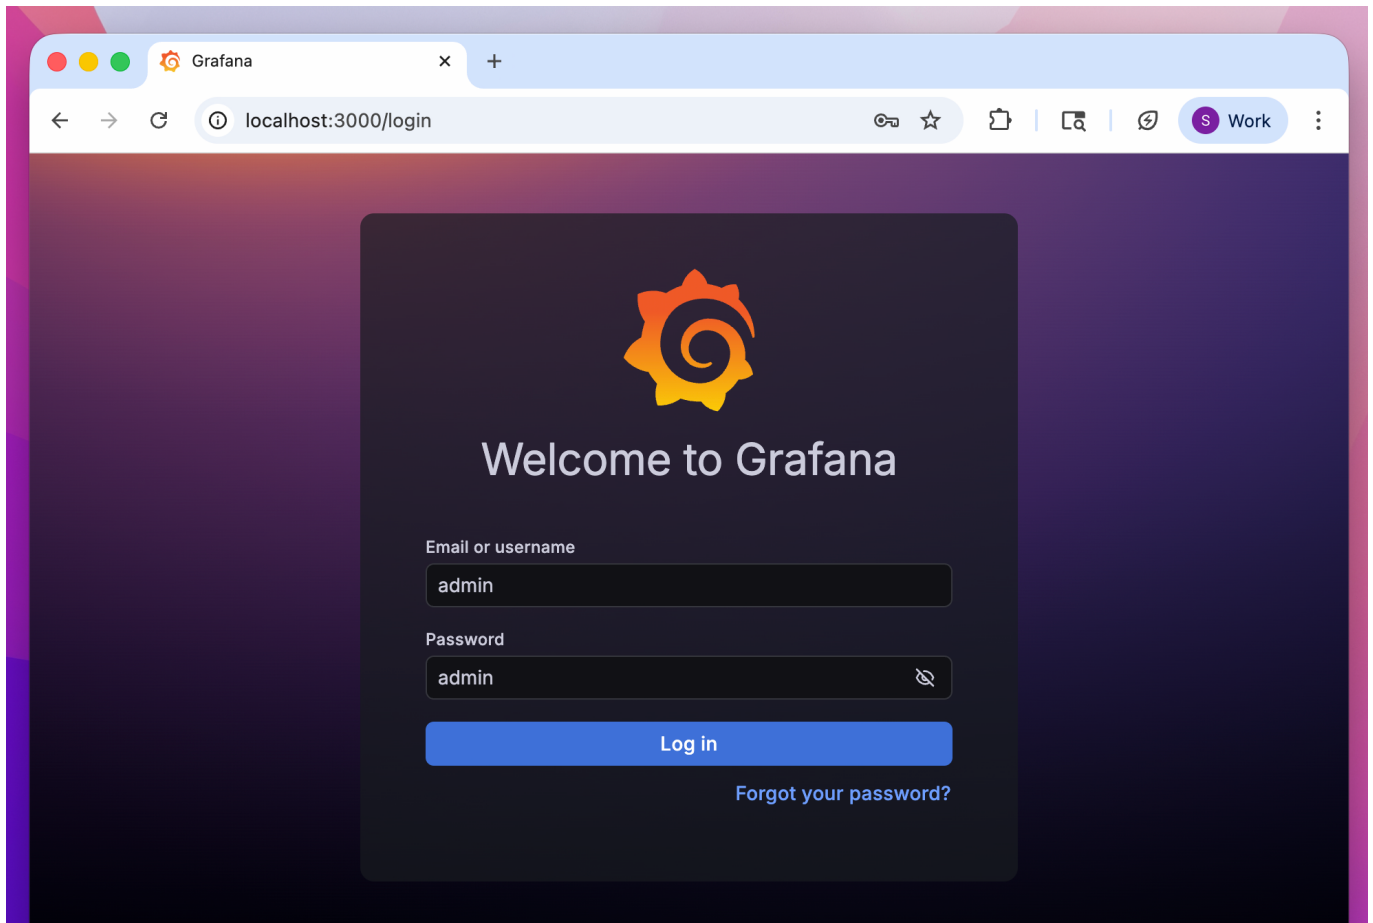 Grafana
localhost:3000/login
S Work
Welcome to Grafana
Email or username
admin
Password
admin
Log in
Forgot your password?